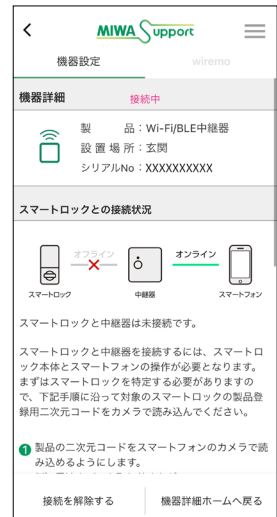 MIWA Support
機器設定 wiremo
機器詳細 接続中
製品：Wi-Fi/BLE中継器
設置場所：玄関
シリアルNo：XXXXXXXXXX
スマートロックとの接続状況
オフライン オンライン
スマートロック 中継器 スマートフォン
スマートロックと中継器は未接続です。
スマートロックと中継器を接続するには、スマートロ
ック本体とスマートフォンの操作が必要となります。
まずはスマートロックを特定する必要がありますの
で、下記手順に沿って対象のスマートロックの製品登
録用二次元コードをカメラで読み込んでください。
1 製品の二次元コードをスマートフォンのカメラで読
み込めるようにします。
接続を解除する 機器詳細ホームへ戻る